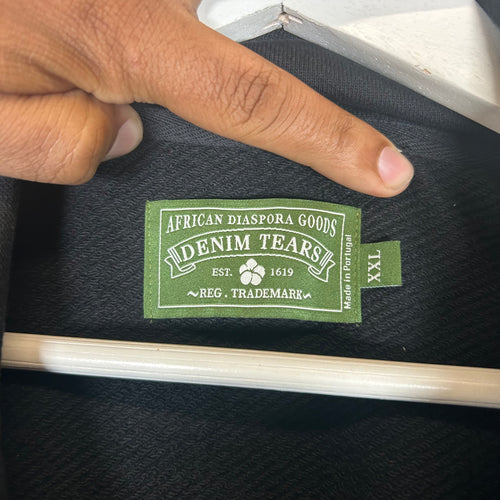 AFRICAN DIASPORA GOODS
DENIM TEARS
EST. 1619
~REG. TRADEMARK~
Made in Portugal
XXL